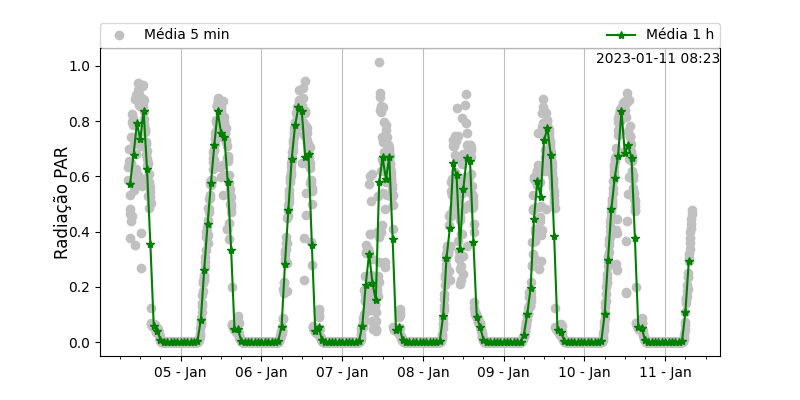 Média 5 min
Média 1 h
2023-01-11 08:23
Radiação PAR
1.0
0.8
0.6
0.4
0.2
0.0
05 - Jan
06 - Jan
07 - Jan
08 - Jan
09 - Jan
10 - Jan
11 - Jan